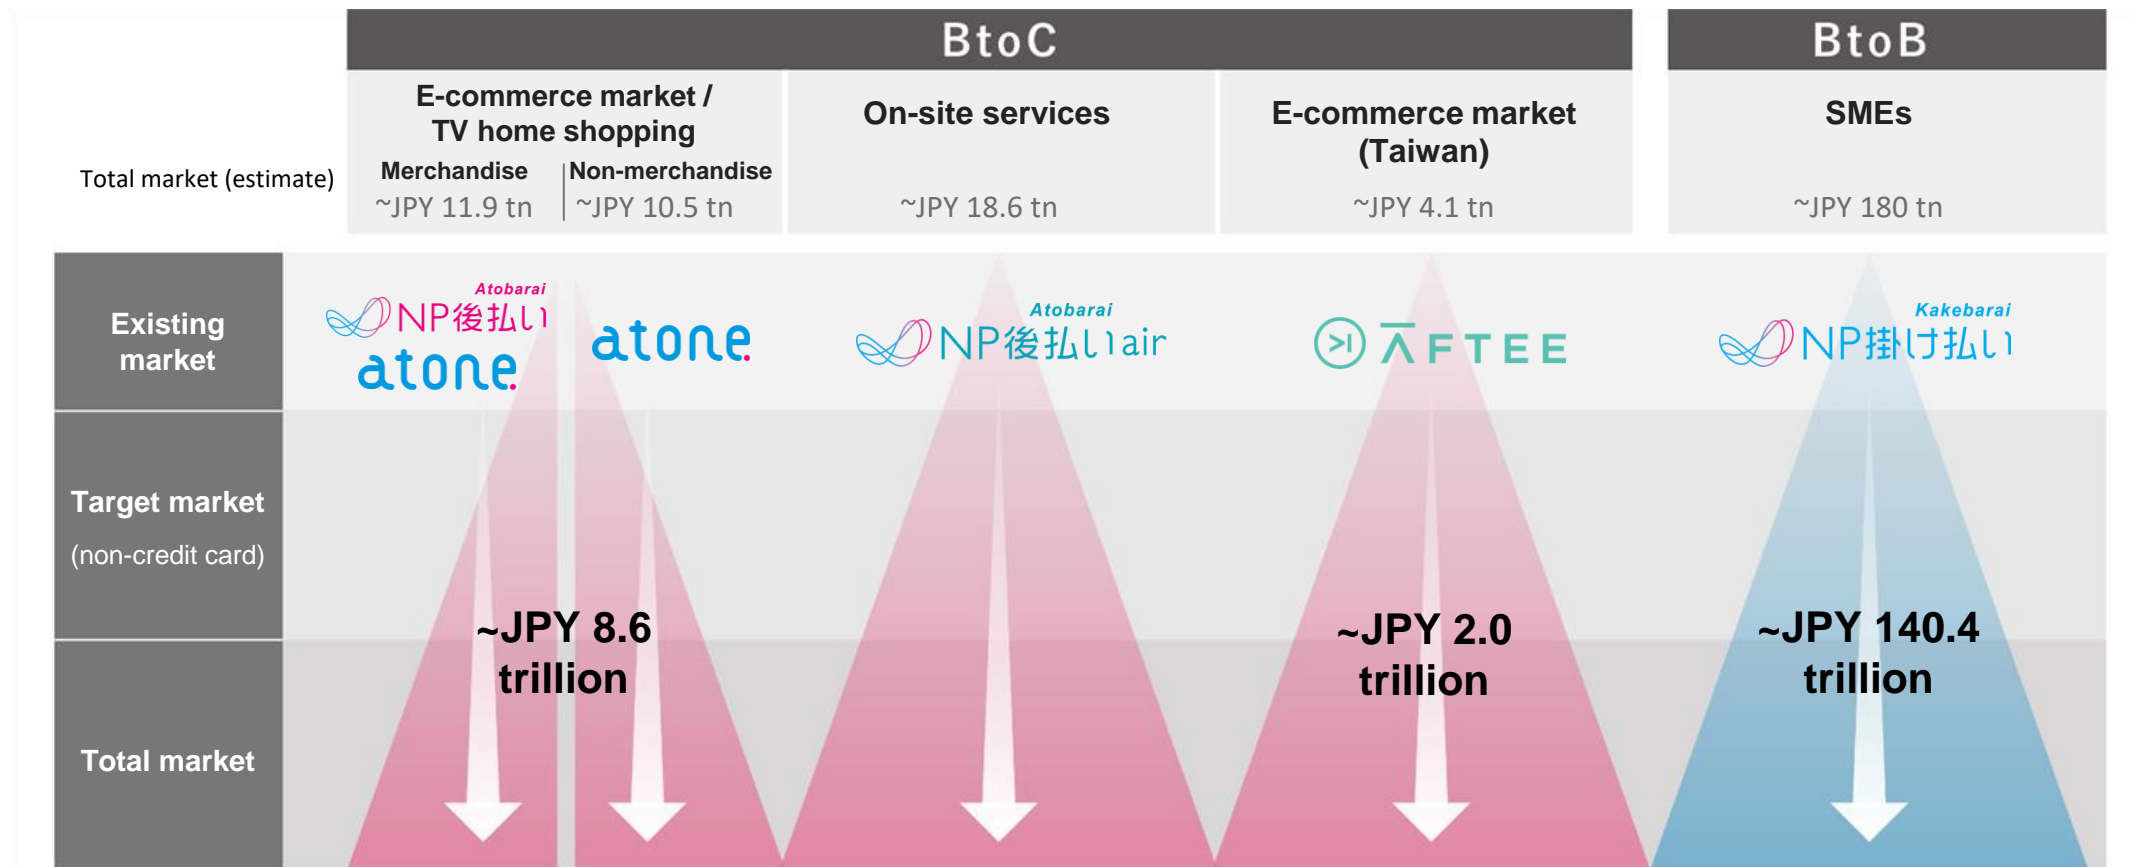 BtoC
BtoB
E-commerce market /
TV home shopping
On-site services
E-commerce market
(Taiwan)
SMEs
Total market (estimate)
Merchandise
Non-merchandise
~JPY 11.9 tn
~JPY 10.5 tn
~JPY 18.6 tn
~JPY 4.1 tn
~JPY 180 tn
Existing
market
Atobarai
NP後払い
atone.
atone.
Atobarai
NP後払いair
AFTEE
Kakebarai
NP掛け払い
Target market
(non-credit card)
~JPY 8.6
trillion
~JPY 2.0
trillion
~JPY 140.4
trillion
Total market